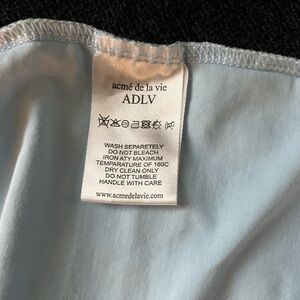 acmé de la vie
ADLV
WASH SEPARETELY
DO NOT BLEACH
IRON ATY MAXIMUM
TEMPARATURE OF 160C
DRY CLEAN ONLY
DO NOT TUMBLE
HANDLE WITH CARE
www.acmedelavie.com